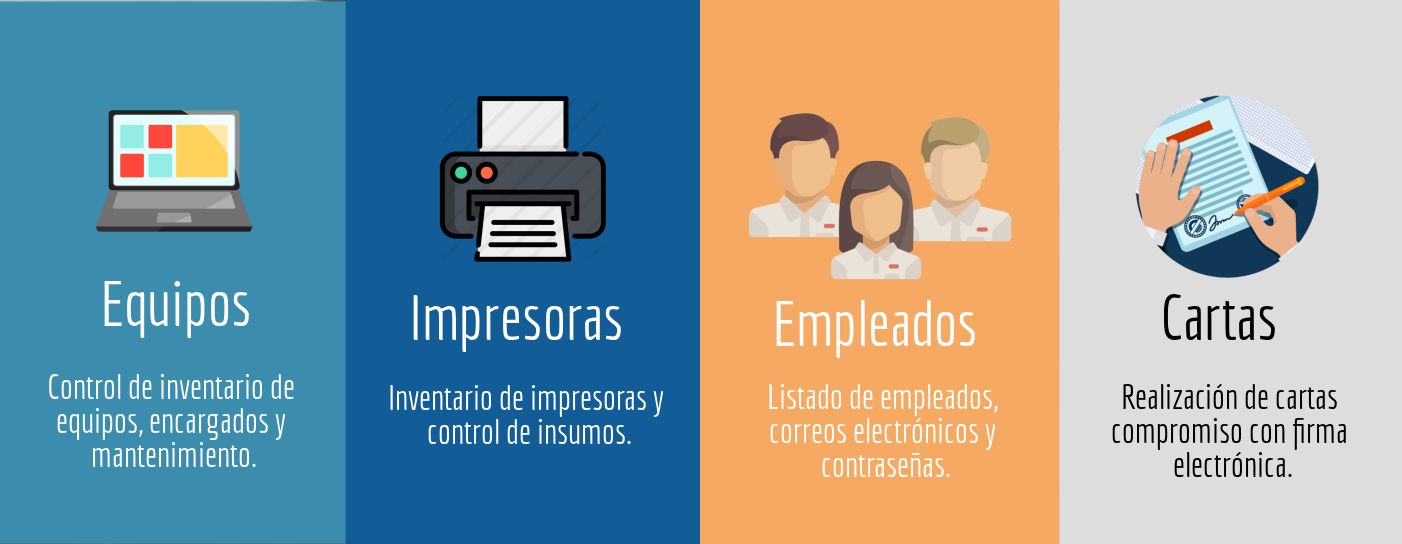 Equipos
Control de inventario de
equipos, encargados y
mantenimiento.
Impresoras
Inventario de impresoras y
control de insumos.
Empleados
Listado de empleados,
correos electrónicos y
contraseñas.
Cartas
Realización de cartas
compromiso con firma
electrónica.